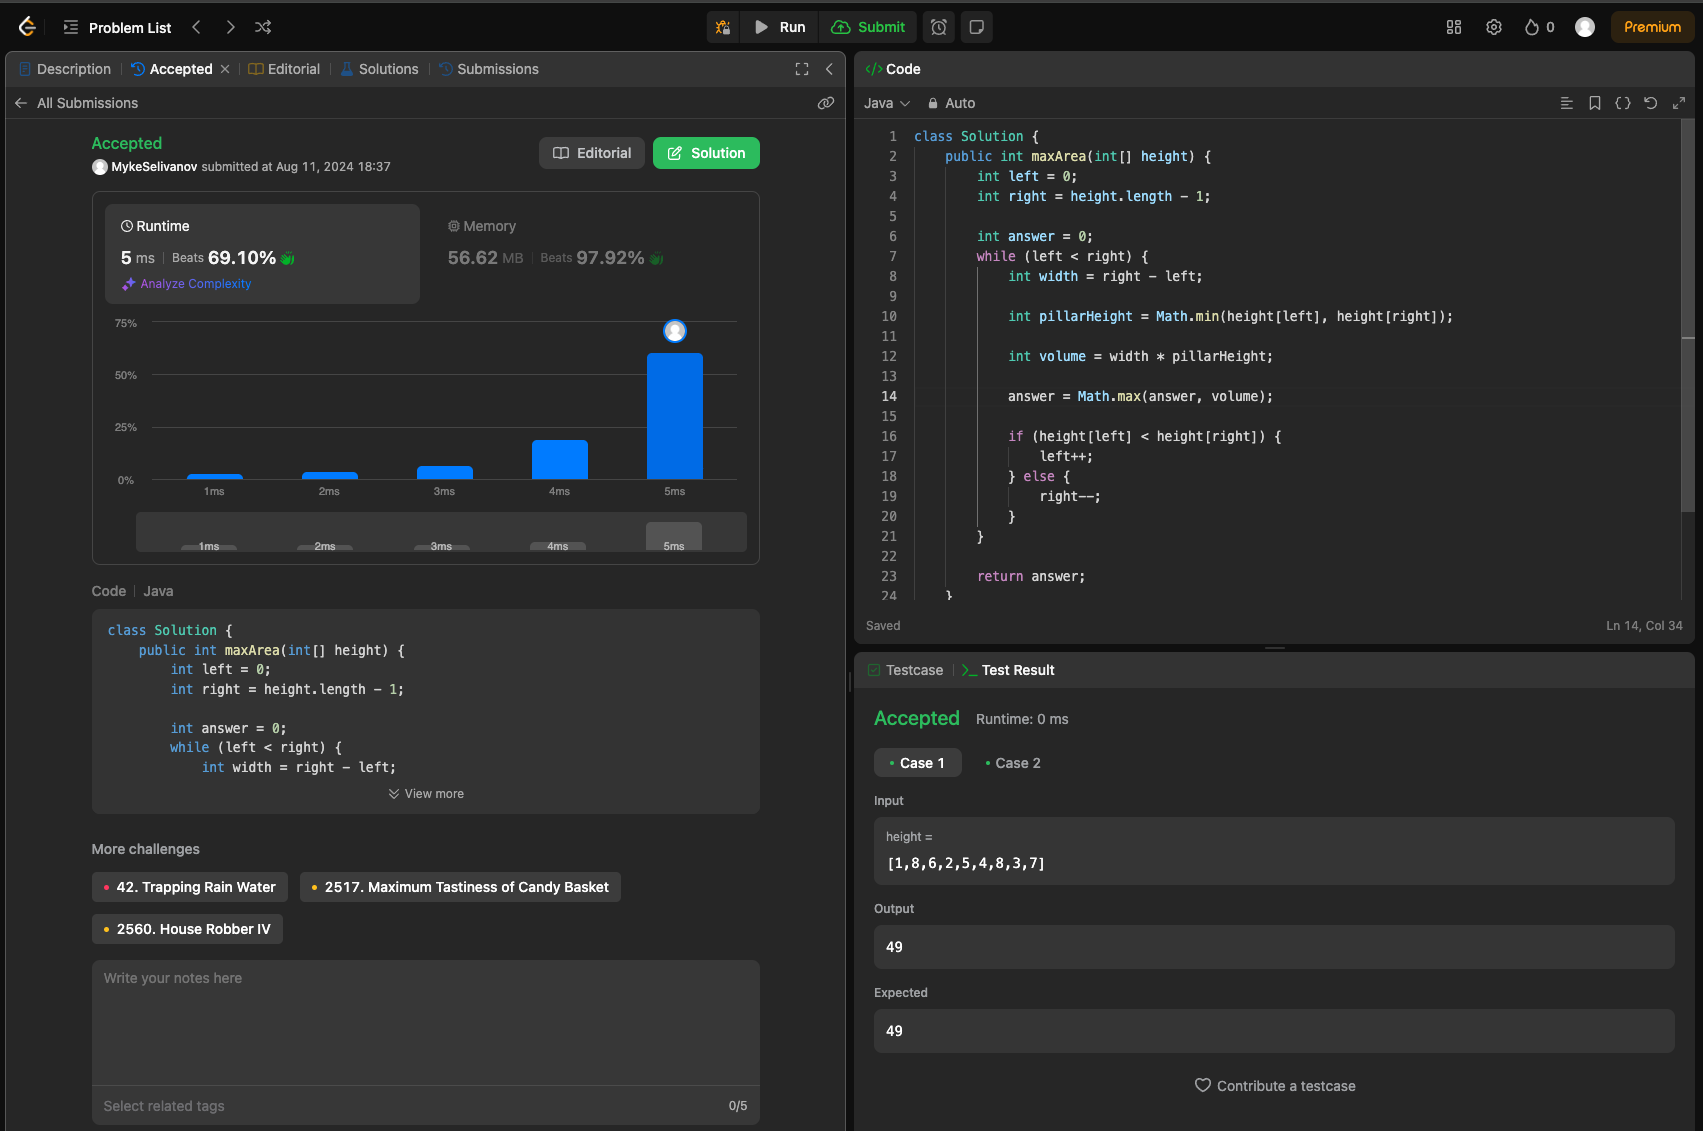 Problem List
Run
Submit
0
Premium
Description
Accepted
Editorial
Solutions
Submissions
All Submissions
Accepted
MykeSelivanov submitted at Aug 11, 2024 18:37
Editorial
Solution
Runtime
5 ms | Beats 69.10%
Analyze Complexity
Memory
56.62 MB | Beats 97.92%
75%
50%
25%
0%
1ms 2ms 3ms 4ms 5ms
1ms 2ms 3ms 4ms 5ms
Code | Java
class Solution {
    public int maxArea(int[] height) {
        int left = 0;
        int right = height.length - 1;

        int answer = 0;
        while (left < right) {
            int width = right - left;
View more
More challenges
42. Trapping Rain Water
2517. Maximum Tastiness of Candy Basket
2560. House Robber IV
Write your notes here
Select related tags
0/5
</> Code
Java
Auto
1 class Solution {
2     public int maxArea(int[] height) {
3         int left = 0;
4         int right = height.length - 1;
5
6         int answer = 0;
7         while (left < right) {
8             int width = right - left;
9
10             int pillarHeight = Math.min(height[left], height[right]);
11
12             int volume = width * pillarHeight;
13
14             answer = Math.max(answer, volume);
15
16             if (height[left] < height[right]) {
17                 left++;
18             } else {
19                 right--;
20             }
21         }
22
23         return answer;
24     }
Saved
Ln 14, Col 34
Testcase
Test Result
Accepted
Runtime: 0 ms
Case 1
Case 2
Input
height =
[1,8,6,2,5,4,8,3,7]
Output
49
Expected
49
Contribute a testcase